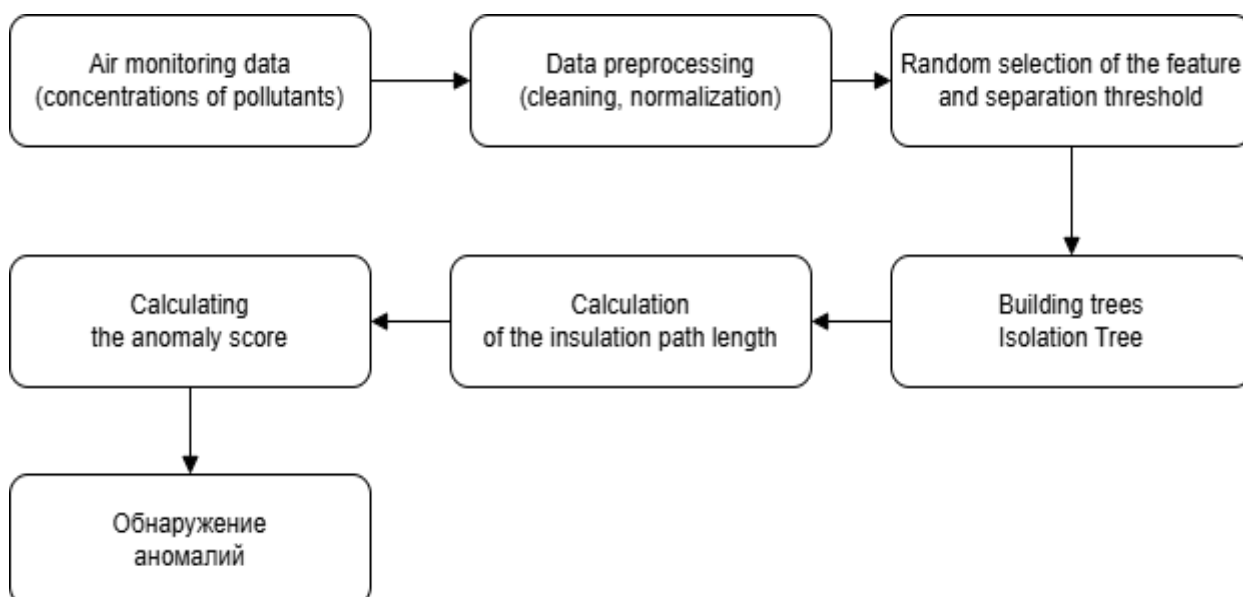 Air monitoring data
(concentrations of pollutants)
Data preprocessing
(cleaning, normalization)
Random selection of the feature
and separation threshold
Building trees
Isolation Tree
Calculation
of the insulation path length
Calculating
the anomaly score
Обнаружение
аномалий